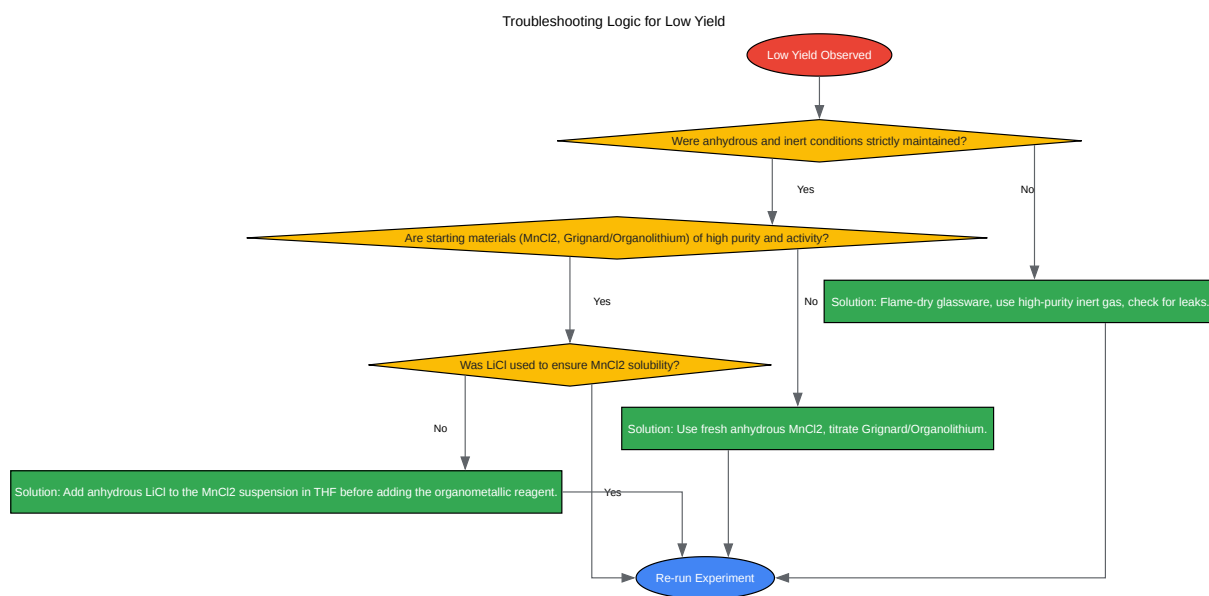 Troubleshooting Logic for Low Yield
Low Yield Observed
Were anhydrous and inert conditions strictly maintained?
Yes
No
Are starting materials (MnCl2, Grignard/Organolithium) of high purity and activity?
Yes
No
Solution: Flame-dry glassware, use high-purity inert gas, check for leaks.
Was LiCl used to ensure MnCl2 solubility?
No
Solution: Use fresh anhydrous MnCl2, titrate Grignard/Organolithium.
Solution: Add anhydrous LiCl to the MnCl2 suspension in THF before adding the organometallic reagent.
Yes
Re-run Experiment